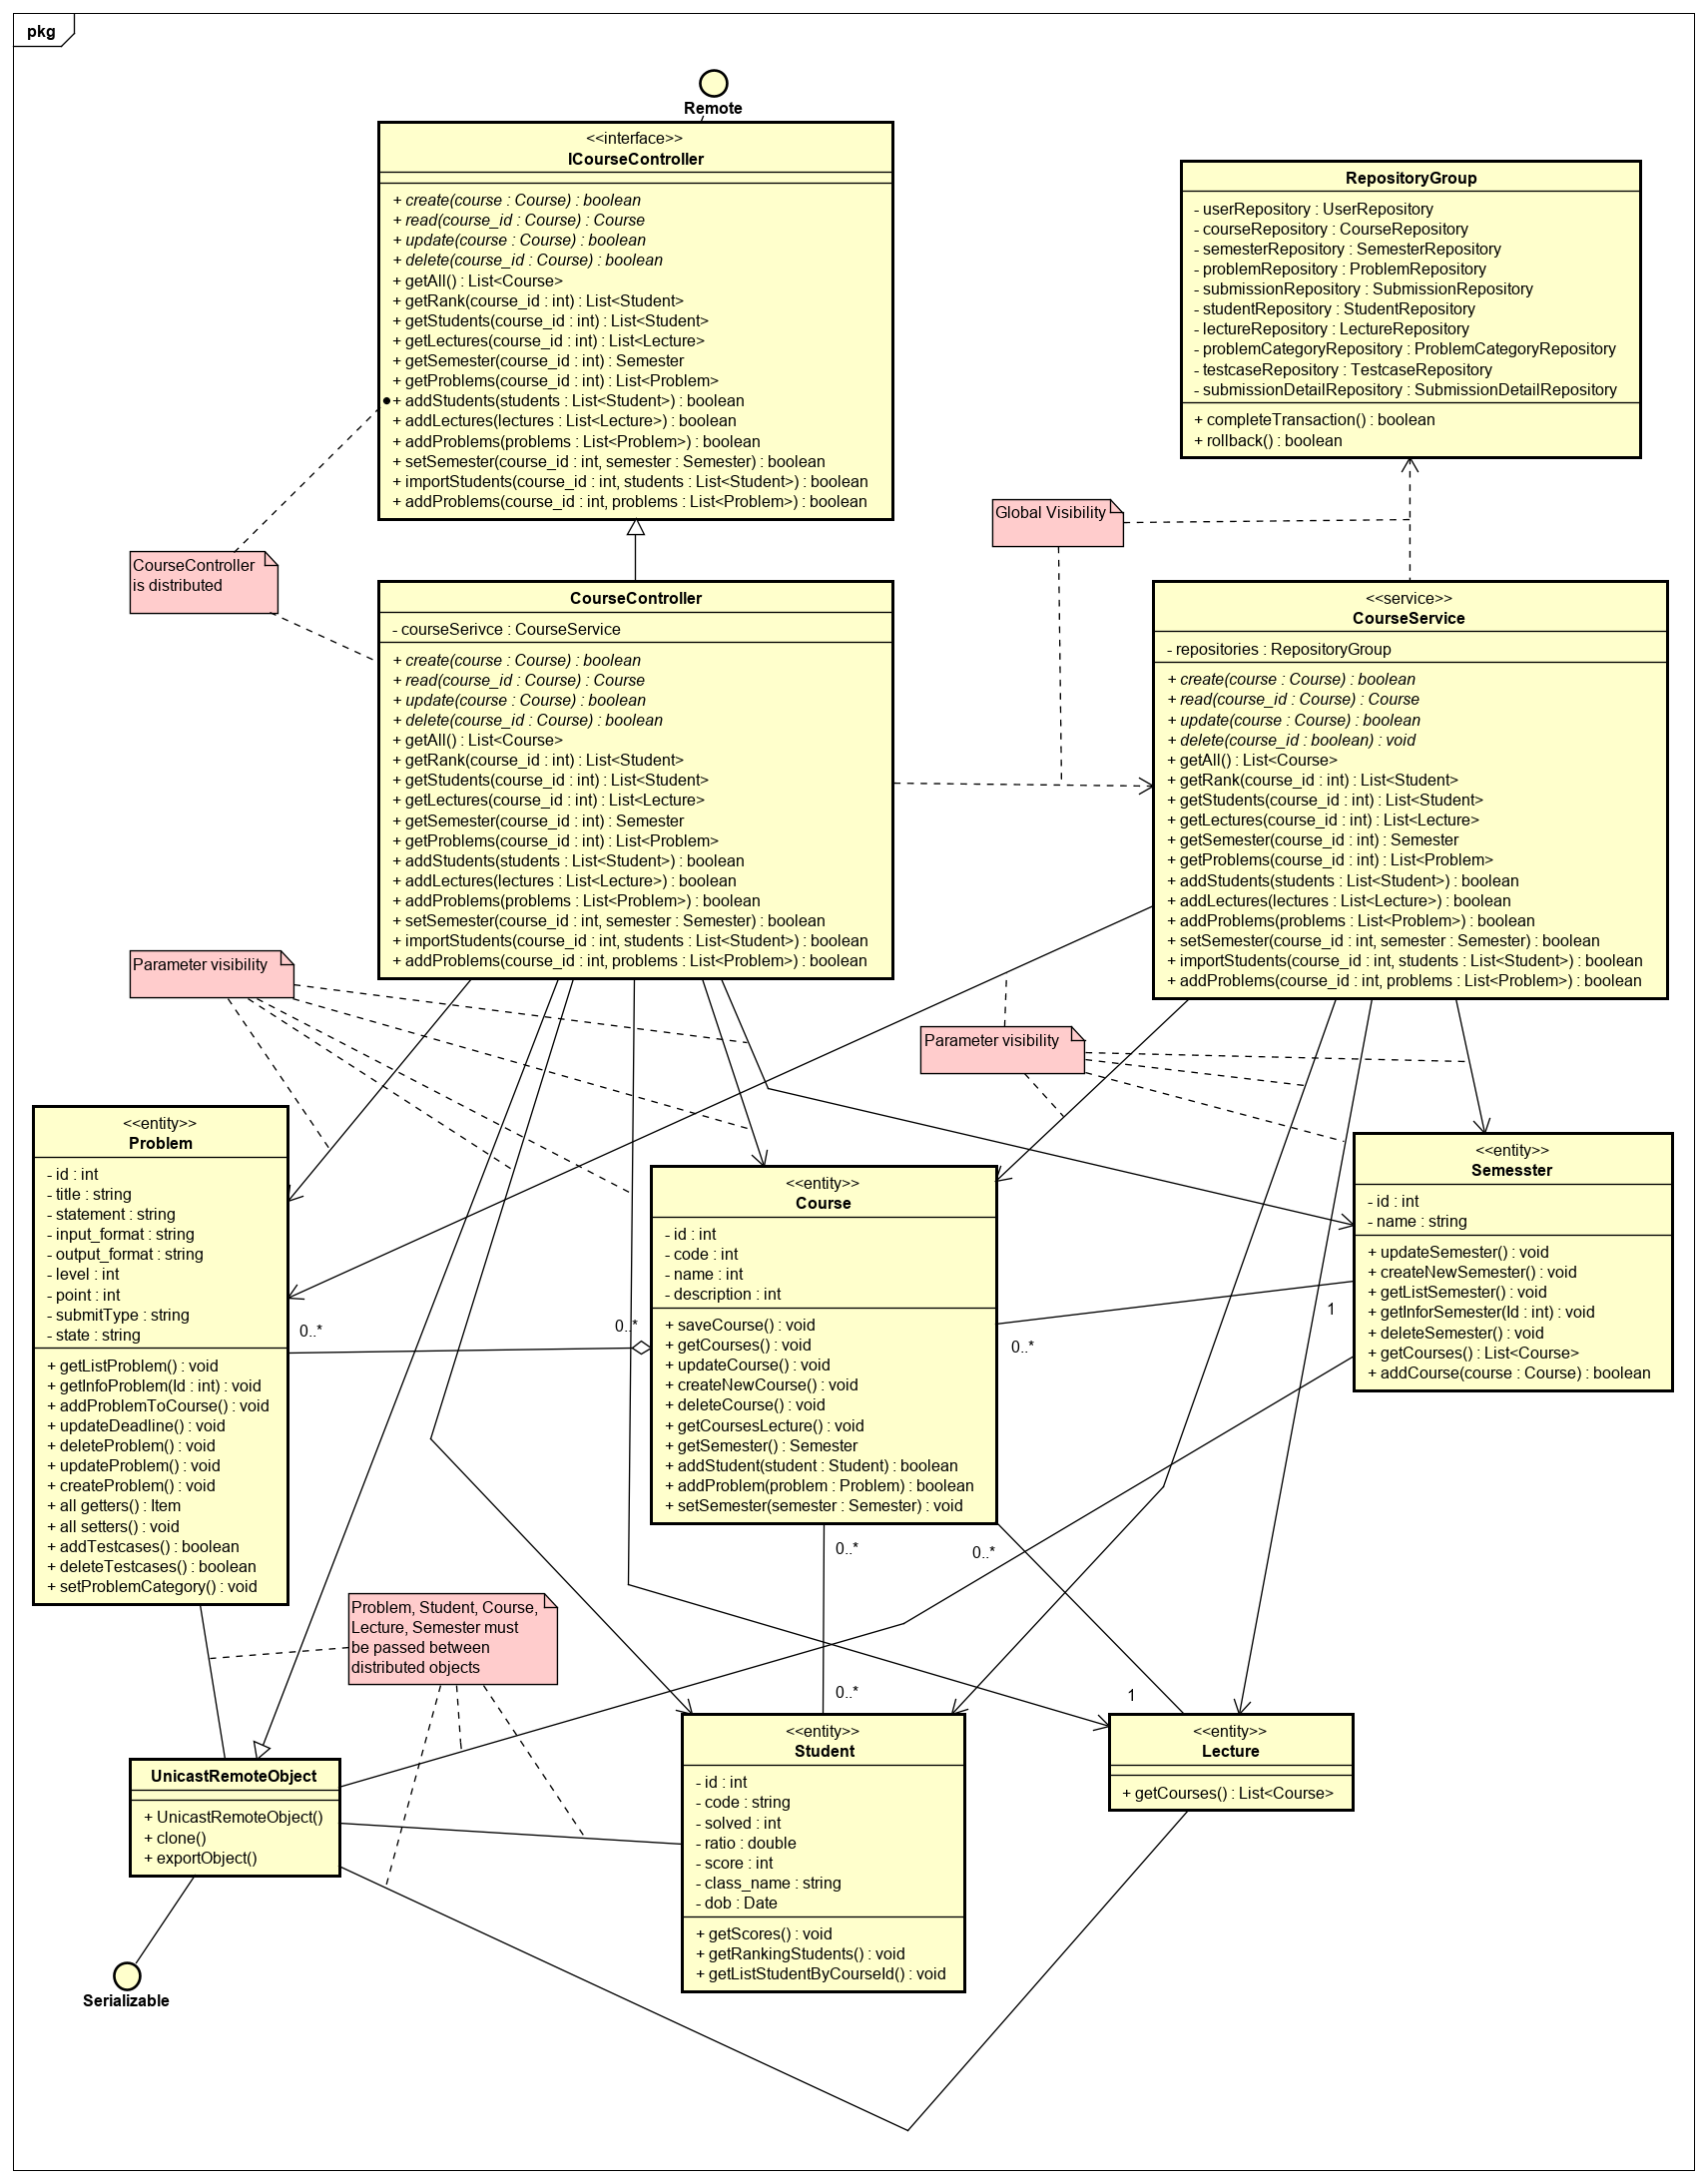 pkg
Remote
<<interface>>
ICourseController
+ create(course : Course) : boolean
+ read(course_id : Course) : Course
+ update(course : Course) : boolean
+ delete(course_id : Course) : boolean
+ getAll() : List<Course>
+ getRank(course_id : int) : List<Student>
+ getStudents(course_id : int) : List<Student>
+ getLectures(course_id : int) : List<Lecture>
+ getSemester(course_id : int) : Semester
+ getProblems(course_id : int) : List<Problem>
+ addStudents(students : List<Student>) : boolean
+ addLectures(lectures : List<Lecture>) : boolean
+ addProblems(problems : List<Problem>) : boolean
+ setSemester(course_id : int, semester : Semester) : boolean
+ importStudents(course_id : int, students : List<Student>) : boolean
+ addProblems(course_id : int, problems : List<Problem>) : boolean
RepositoryGroup
- userRepository : UserRepository
- courseRepository : CourseRepository
- semesterRepository : SemesterRepository
- problemRepository : ProblemRepository
- submissionRepository : SubmissionRepository
- studentRepository : StudentRepository
- lectureRepository : LectureRepository
- problemCategoryRepository : ProblemCategoryRepository
- testcaseRepository : TestcaseRepository
- submissionDetailRepository : SubmissionDetailRepository
+ completeTransaction() : boolean
+ rollback() : boolean
Global Visibility
CourseController
is distributed
CourseController
- courseSerivce : CourseService
+ create(course : Course) : boolean
+ read(course_id : Course) : Course
+ update(course : Course) : boolean
+ delete(course_id : Course) : boolean
+ getAll() : List<Course>
+ getRank(course_id : int) : List<Student>
+ getStudents(course_id : int) : List<Student>
+ getLectures(course_id : int) : List<Lecture>
+ getSemester(course_id : int) : Semester
+ getProblems(course_id : int) : List<Problem>
+ addStudents(students : List<Student>) : boolean
+ addLectures(lectures : List<Lecture>) : boolean
+ addProblems(problems : List<Problem>) : boolean
+ setSemester(course_id : int, semester : Semester) : boolean
+ importStudents(course_id : int, students : List<Student>) : boolean
+ addProblems(course_id : int, problems : List<Problem>) : boolean
<<service>>
CourseService
- repositories : RepositoryGroup
+ create(course : Course) : boolean
+ read(course_id : Course) : Course
+ update(course : Course) : boolean
+ delete(course_id : boolean) : void
+ getAll() : List<Course>
+ getRank(course_id : int) : List<Student>
+ getStudents(course_id : int) : List<Student>
+ getLectures(course_id : int) : List<Lecture>
+ getSemester(course_id : int) : Semester
+ getProblems(course_id : int) : List<Problem>
+ addStudents(students : List<Student>) : boolean
+ addLectures(lectures : List<Lecture>) : boolean
+ addProblems(problems : List<Problem>) : boolean
+ setSemester(course_id : int, semester : Semester) : boolean
+ importStudents(course_id : int, students : List<Student>) : boolean
+ addProblems(course_id : int, problems : List<Problem>) : boolean
Parameter visibility
Parameter visibility
<<entity>>
Problem
- id : int
- title : string
- statement : string
- input_format : string
- output_format : string
- level : int
- point : int
- submitType : string
- state : string
+ getListProblem() : void
+ getInfoProblem(Id : int) : void
+ addProblemToCourse() : void
+ updateDeadline() : void
+ deleteProblem() : void
+ updateProblem() : void
+ createProblem() : void
+ all getters() : Item
+ all setters() : void
+ addTestcases() : boolean
+ deleteTestcases() : boolean
+ setProblemCategory() : void
0..*
0..*
<<entity>>
Course
- id : int
- code : int
- name : int
- description : int
+ saveCourse() : void
+ getCourses() : void
+ updateCourse() : void
+ createNewCourse() : void
+ deleteCourse() : void
+ getCoursesLecture() : void
+ getSemester() : Semester
+ addStudent(student : Student) : boolean
+ addProblem(problem : Problem) : boolean
+ setSemester(semester : Semester) : void
<<entity>>
Semesster
- id : int
- name : string
+ updateSemester() : void
+ createNewSemester() : void
+ getListSemester() : void
+ getInforSemester(Id : int) : void
+ deleteSemester() : void
+ getCourses() : List<Course>
+ addCourse(course : Course) : boolean
1
0..*
0..*
0..*
Problem, Student, Course,
Lecture, Semester must
be passed between
distributed objects
0..*
1
UnicastRemoteObject
+ UnicastRemoteObject()
+ clone()
+ exportObject()
<<entity>>
Student
- id : int
- code : string
- solved : int
- ratio : double
- score : int
- class_name : string
- dob : Date
+ getScores() : void
+ getRankingStudents() : void
+ getListStudentByCourseId() : void
<<entity>>
Lecture
+ getCourses() : List<Course>
Serializable